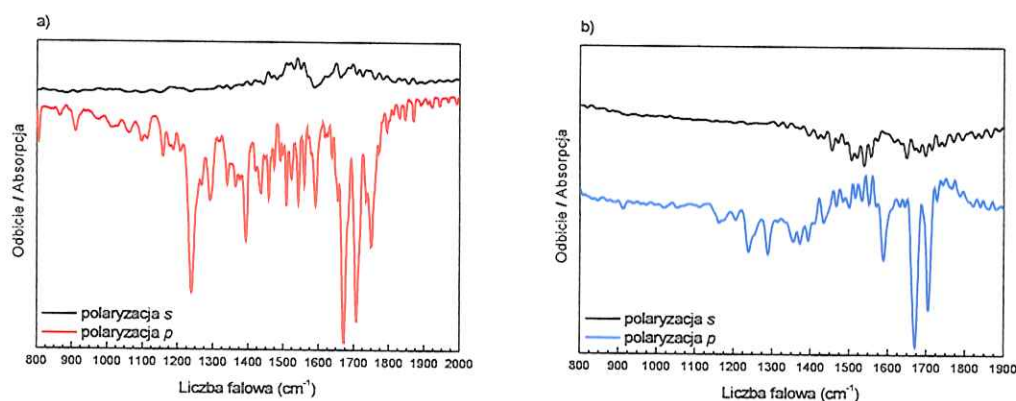 a)
Odbicie / Absorpcja
polaryzacja s
polaryzacja p
800 900 1000 1100 1200 1300 1400 1500 1600 1700 1800 1900 2000
Liczba falowa (cm⁻¹)
b)
Odbicie / Absorpcja
polaryzacja s
polaryzacja p
800 1000 1100 1200 1300 1400 1500 1600 1700 1800 1900
Liczba falowa (cm⁻¹)